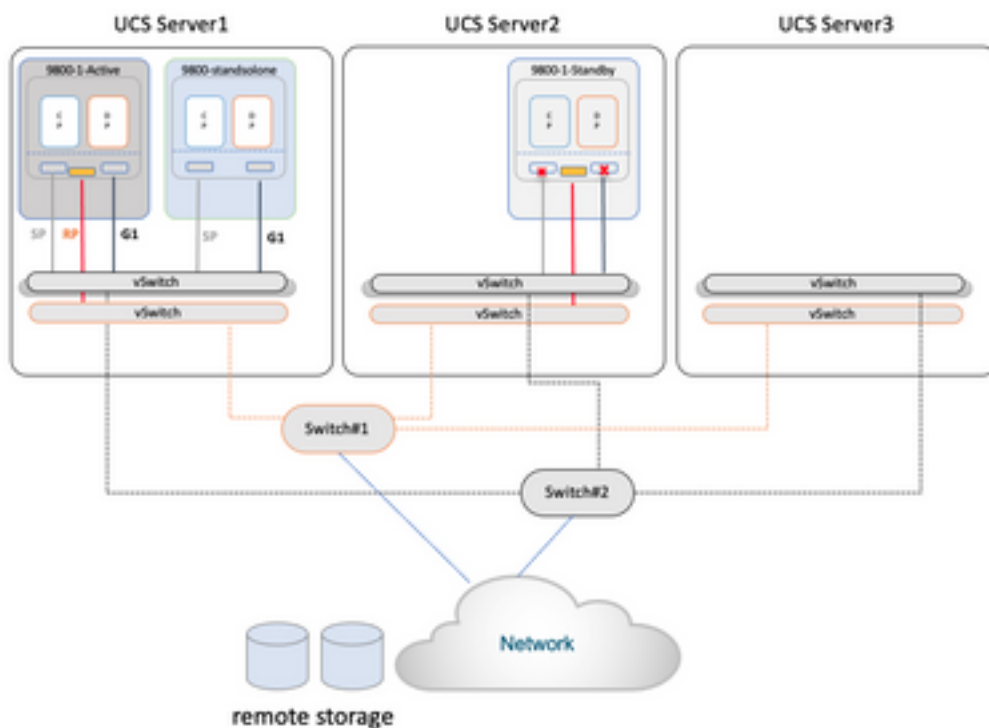 UCS Server1
UCS Server2
UCS Server3
9800-1-Active
9800-standsolone
9800-1-Standby
C
P
D
P
C
P
D
P
C
P
D
P
SP
RP
G1
SP
G1
vSwitch
vSwitch
vSwitch
vSwitch
vSwitch
vSwitch
Switch#1
Switch#2
Network
remote storage